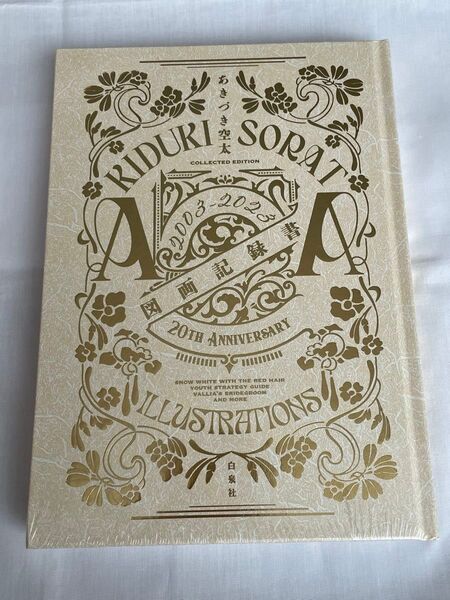 あきづき空太
AKIDUKI SORATA
COLLECTED EDITION
2003-2023
図画記録書
20TH ANNIVERSARY
SNOW WHITE WITH THE RED HAIR
YOUTH STRATEGY GUIDE
VALLIA'S BRIDEGROOM
AND MORE
ILLUSTRATIONS
白泉社